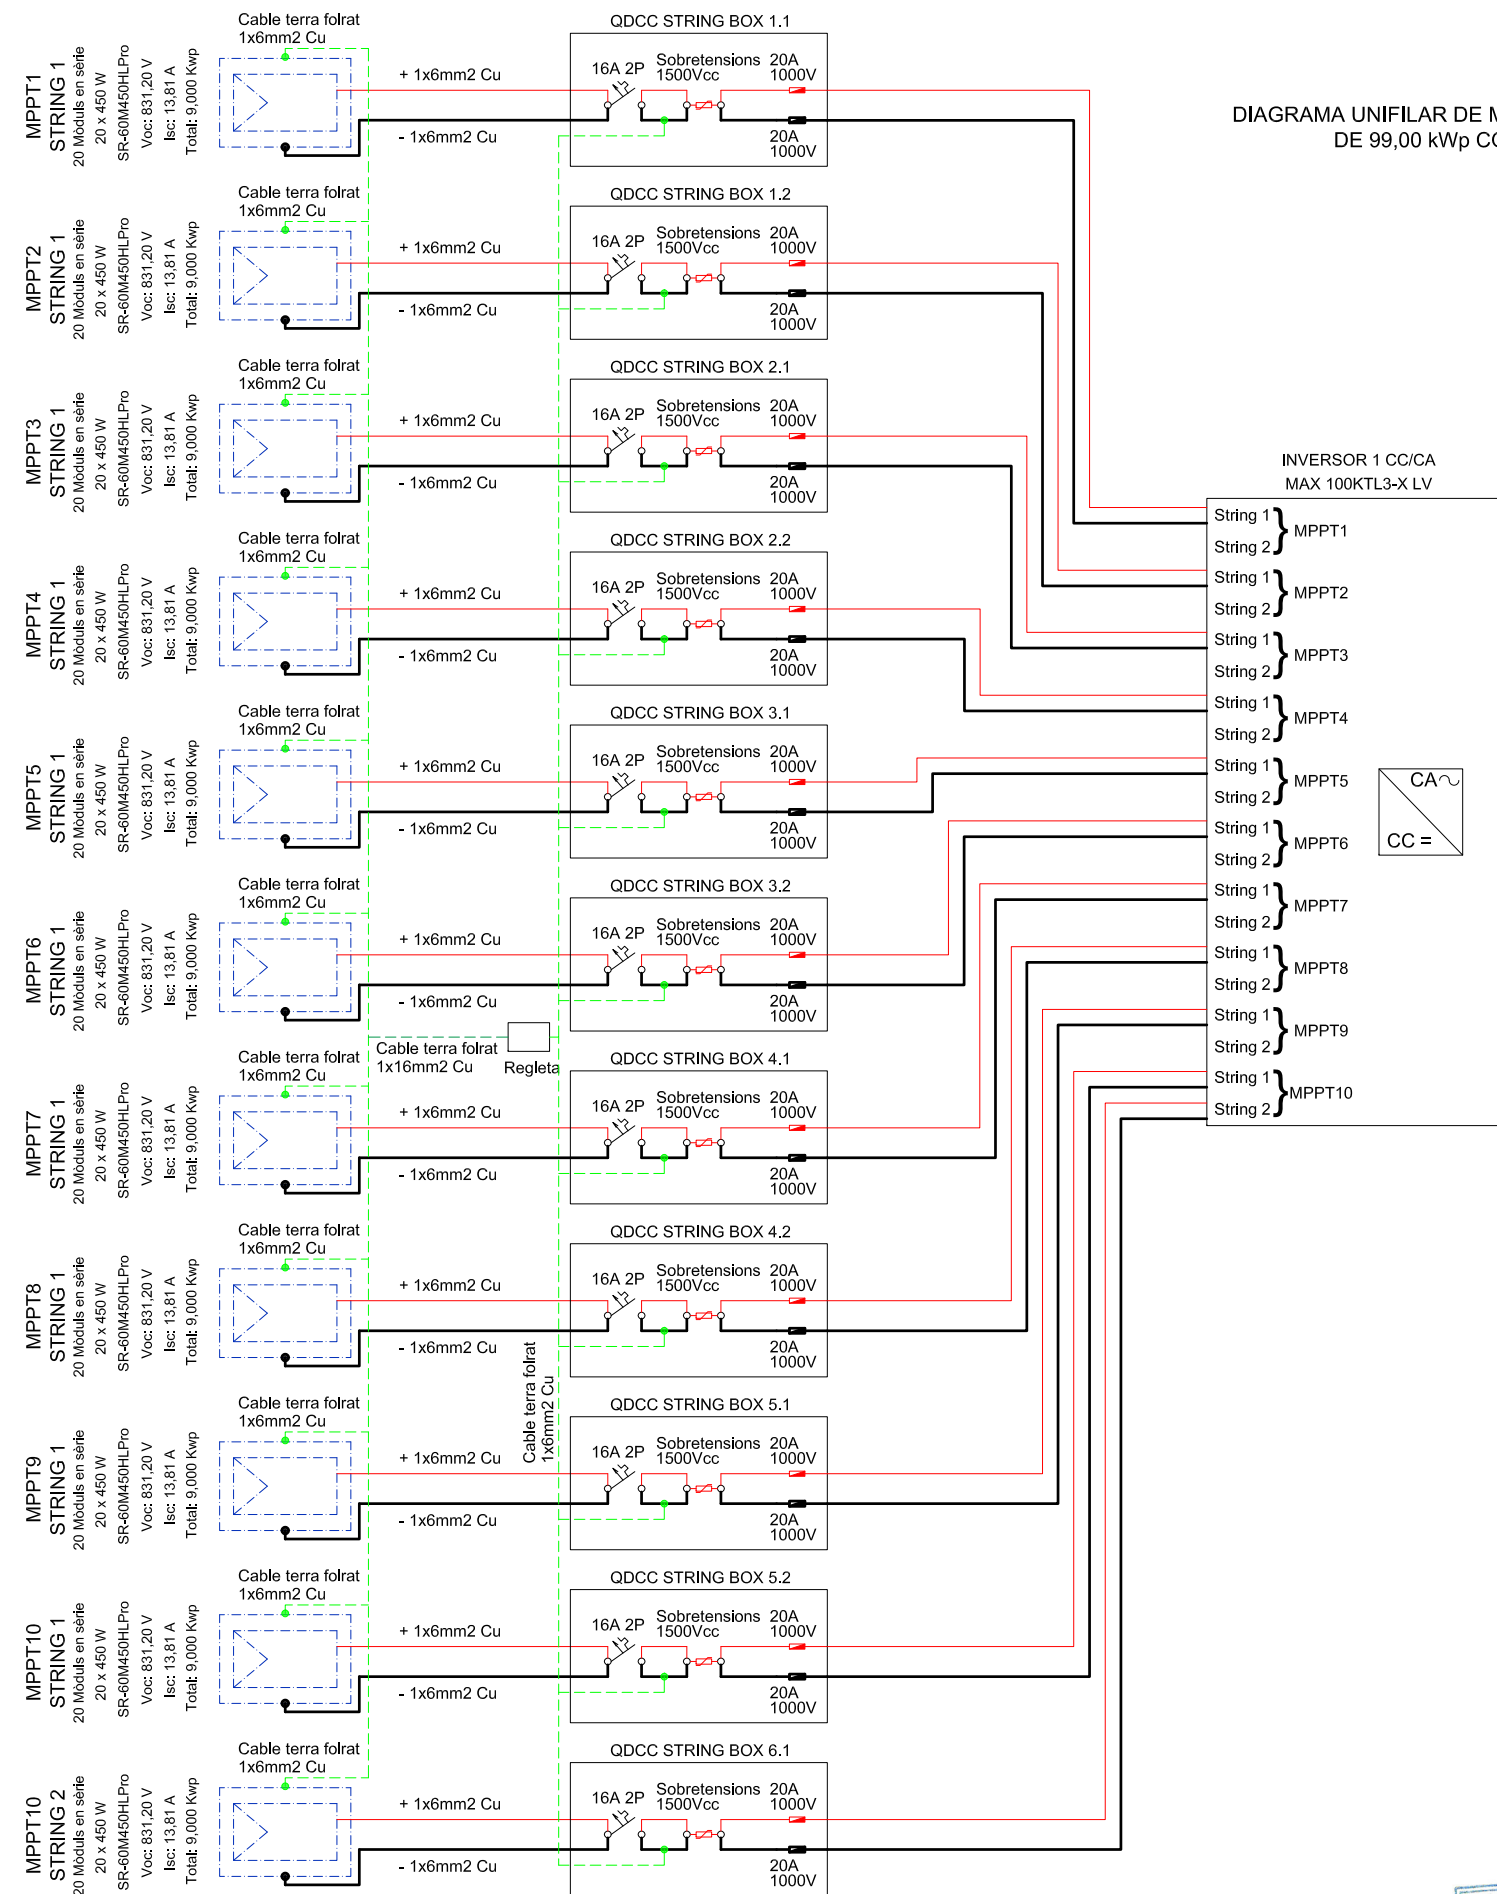 DIAGRAMA UNIFILAR DE
DE 99,00 kWp
MPPT1
STRING 1
20 Mòduls en sèrie
20 x 450 W
SR-60M450HLPro
Voc: 831,20 V
Isc: 13,81 A
Total: 9,000 Kwp
Cable terra folrat
1x6mm2 Cu
+ 1x6mm2 Cu
- 1x6mm2 Cu
QDCC STRING BOX 1.1
16A 2P
Sobretensions
1500Vcc
20A
1000V
20A
1000V
MPPT2
STRING 1
20 Mòduls en sèrie
20 x 450 W
SR-60M450HLPro
Voc: 831,20 V
Isc: 13,81 A
Total: 9,000 Kwp
Cable terra folrat
1x6mm2 Cu
+ 1x6mm2 Cu
- 1x6mm2 Cu
QDCC STRING BOX 1.2
16A 2P
Sobretensions
1500Vcc
20A
1000V
20A
1000V
MPPT3
STRING 1
20 Mòduls en sèrie
20 x 450 W
SR-60M450HLPro
Voc: 831,20 V
Isc: 13,81 A
Total: 9,000 Kwp
Cable terra folrat
1x6mm2 Cu
+ 1x6mm2 Cu
- 1x6mm2 Cu
QDCC STRING BOX 2.1
16A 2P
Sobretensions
1500Vcc
20A
1000V
20A
1000V
MPPT4
STRING 1
20 Mòduls en sèrie
20 x 450 W
SR-60M450HLPro
Voc: 831,20 V
Isc: 13,81 A
Total: 9,000 Kwp
Cable terra folrat
1x6mm2 Cu
+ 1x6mm2 Cu
- 1x6mm2 Cu
QDCC STRING BOX 2.2
16A 2P
Sobretensions
1500Vcc
20A
1000V
20A
1000V
MPPT5
STRING 1
20 Mòduls en sèrie
20 x 450 W
SR-60M450HLPro
Voc: 831,20 V
Isc: 13,81 A
Total: 9,000 Kwp
Cable terra folrat
1x6mm2 Cu
+ 1x6mm2 Cu
- 1x6mm2 Cu
QDCC STRING BOX 3.1
16A 2P
Sobretensions
1500Vcc
20A
1000V
20A
1000V
MPPT6
STRING 1
20 Mòduls en sèrie
20 x 450 W
SR-60M450HLPro
Voc: 831,20 V
Isc: 13,81 A
Total: 9,000 Kwp
Cable terra folrat
1x6mm2 Cu
+ 1x6mm2 Cu
- 1x6mm2 Cu
QDCC STRING BOX 3.2
16A 2P
Sobretensions
1500Vcc
20A
1000V
20A
1000V
Cable terra folrat
1x16mm2 Cu
Regleta
MPPT7
STRING 1
20 Mòduls en sèrie
20 x 450 W
SR-60M450HLPro
Voc: 831,20 V
Isc: 13,81 A
Total: 9,000 Kwp
Cable terra folrat
1x6mm2 Cu
+ 1x6mm2 Cu
- 1x6mm2 Cu
QDCC STRING BOX 4.1
16A 2P
Sobretensions
1500Vcc
20A
1000V
20A
1000V
MPPT8
STRING 1
20 Mòduls en sèrie
20 x 450 W
SR-60M450HLPro
Voc: 831,20 V
Isc: 13,81 A
Total: 9,000 Kwp
Cable terra folrat
1x6mm2 Cu
+ 1x6mm2 Cu
- 1x6mm2 Cu
QDCC STRING BOX 4.2
16A 2P
Sobretensions
1500Vcc
20A
1000V
20A
1000V
Cable terra folrat
1x6mm2 Cu
MPPT9
STRING 1
20 Mòduls en sèrie
20 x 450 W
SR-60M450HLPro
Voc: 831,20 V
Isc: 13,81 A
Total: 9,000 Kwp
Cable terra folrat
1x6mm2 Cu
+ 1x6mm2 Cu
- 1x6mm2 Cu
QDCC STRING BOX 5.1
16A 2P
Sobretensions
1500Vcc
20A
1000V
20A
1000V
MPPT10
STRING 1
20 Mòduls en sèrie
20 x 450 W
SR-60M450HLPro
Voc: 831,20 V
Isc: 13,81 A
Total: 9,000 Kwp
Cable terra folrat
1x6mm2 Cu
+ 1x6mm2 Cu
- 1x6mm2 Cu
QDCC STRING BOX 5.2
16A 2P
Sobretensions
1500Vcc
20A
1000V
20A
1000V
MPPT10
STRING 2
20 Mòduls en sèrie
20 x 450 W
SR-60M450HLPro
Voc: 831,20 V
Isc: 13,81 A
Total: 9,000 Kwp
Cable terra folrat
1x6mm2 Cu
+ 1x6mm2 Cu
- 1x6mm2 Cu
QDCC STRING BOX 6.1
16A 2P
Sobretensions
1500Vcc
20A
1000V
20A
1000V
INVERSOR 1 CC/CA
MAX 100KTL3-X LV
String 1
String 2
MPPT1
String 1
String 2
MPPT2
String 1
String 2
MPPT3
String 1
String 2
MPPT4
String 1
String 2
MPPT5
String 1
String 2
MPPT6
String 1
String 2
MPPT7
String 1
String 2
MPPT8
String 1
String 2
MPPT9
String 1
String 2
MPPT10
CA
CC =